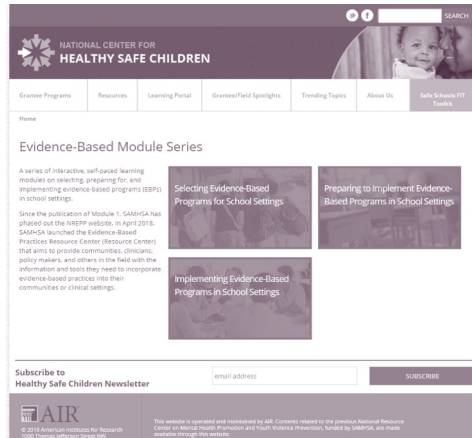 SEARCH
NATIONAL CENTER FOR
HEALTHY SAFE CHILDREN
Grantee Programs
Resources
Learning Portal
Grantee/Field Spotlights
Trending Topics
About Us
Safe Schools FIT
Toolkit
Home
Evidence-Based Module Series
A series of interactive, self-paced learning
modules on selecting, preparing for, and
implementing evidence-based programs (EBPs)
in school settings.
Since the publication of Module 1, SAMHSA has
phased out the NREPP website. In April 2018,
SAMHSA launched the Evidence-Based
Practices Resource Center (Resource Center)
that aims to provide communities, clinicians,
policy makers, and others in the field with the
information and tools they need to incorporate
evidence-based practices into their
communities or clinical settings.
Selecting Evidence-Based
Programs for School Settings
Preparing to Implement Evidence-
Based Programs in School Settings
Implementing Evidence-Based
Programs in School Settings
Subscribe to
Healthy Safe Children Newsletter
email address
SUBSCRIBE
AIR
© 2019 American Institutes for Research
1000 Thomas Jefferson Street NW,
This website is operated and maintained by AIR. Contents related to the previous National Resource
Center on Mental Health Promotion and Youth Violence Prevention, funded by SAMHSA, are made
available through this website.